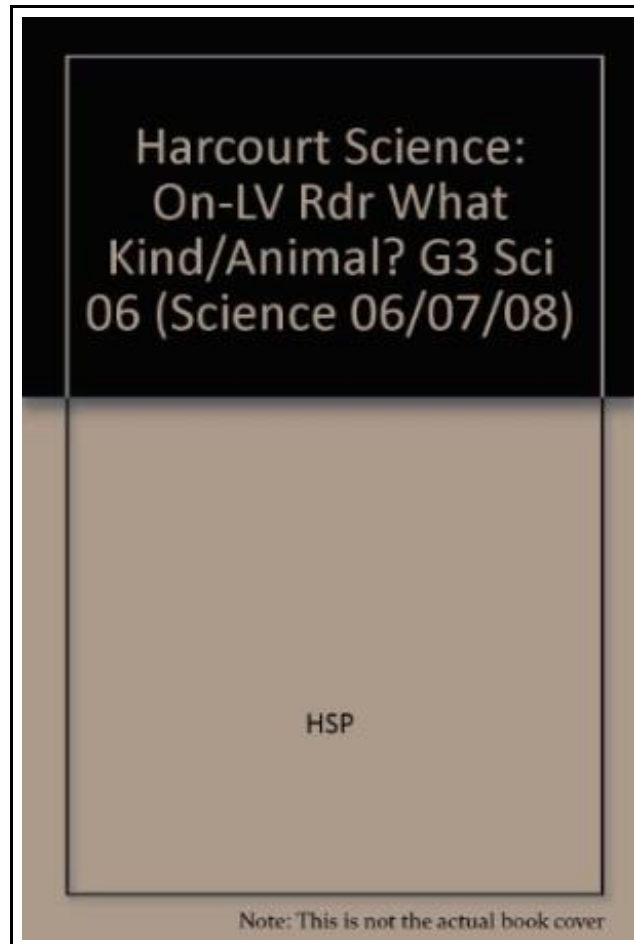 Harcourt Science:
On-LV Rdr What
Kind/Animal? G3 Sci
06 (Science 06/07/08)
HSP
Note: This is not the actual book cover